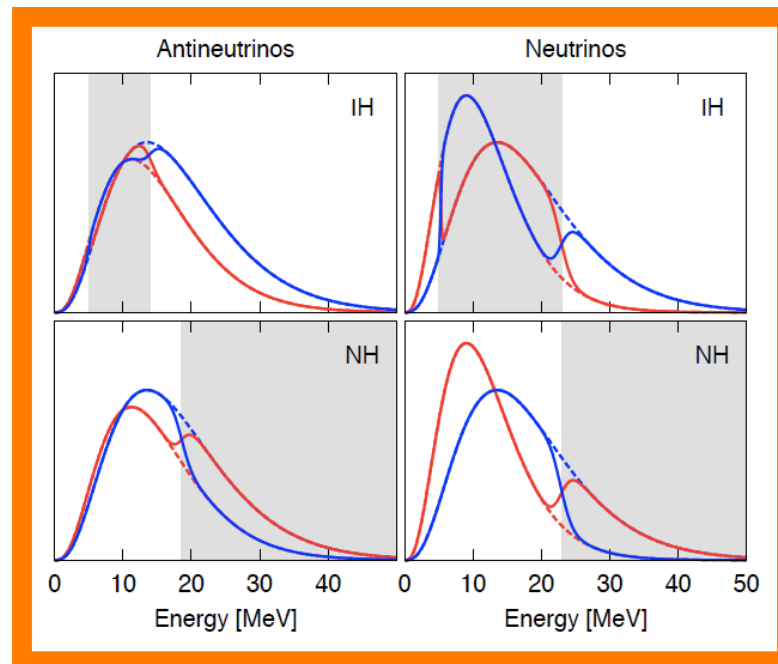 Antineutrinos Neutrinos
IH IH
NH NH
0 10 20 30 40 0 10 20 30 40 50
Energy [MeV] Energy [MeV]